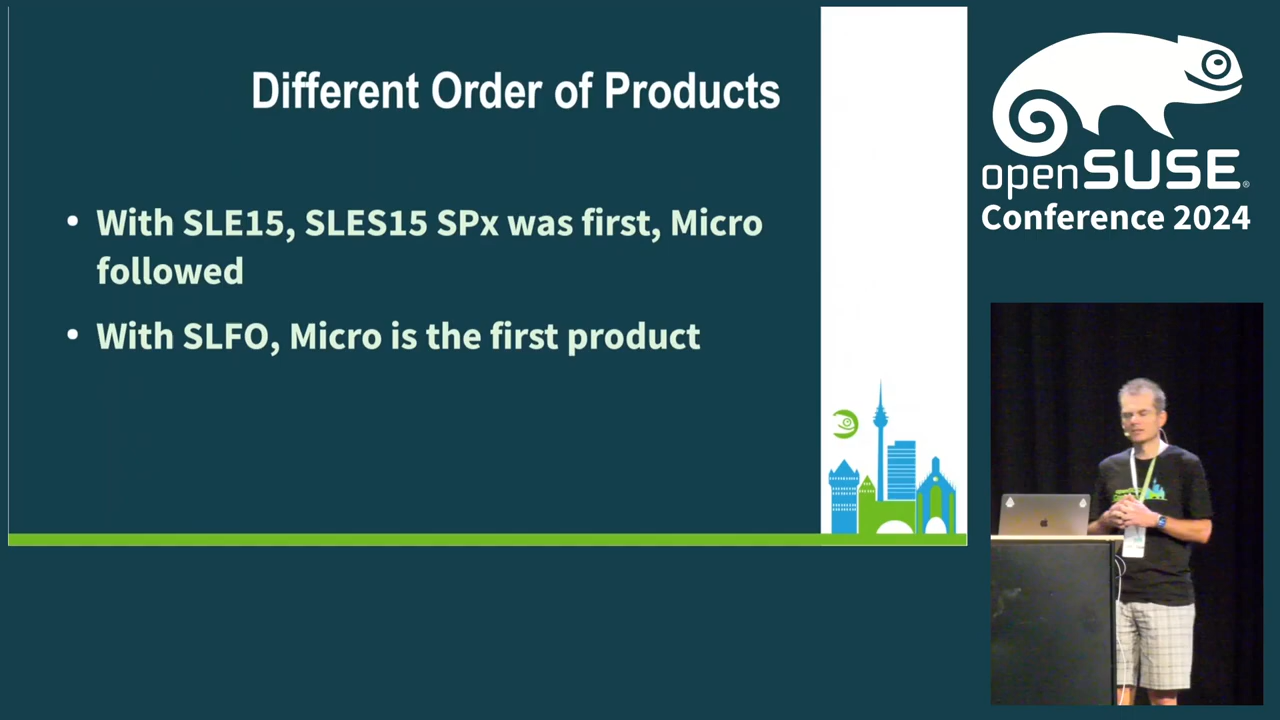 Different Order of Products
• With SLE15, SLES15 SPx was first, Micro
followed
• With SLFO, Micro is the first product
openSUSE®
Conference 2024